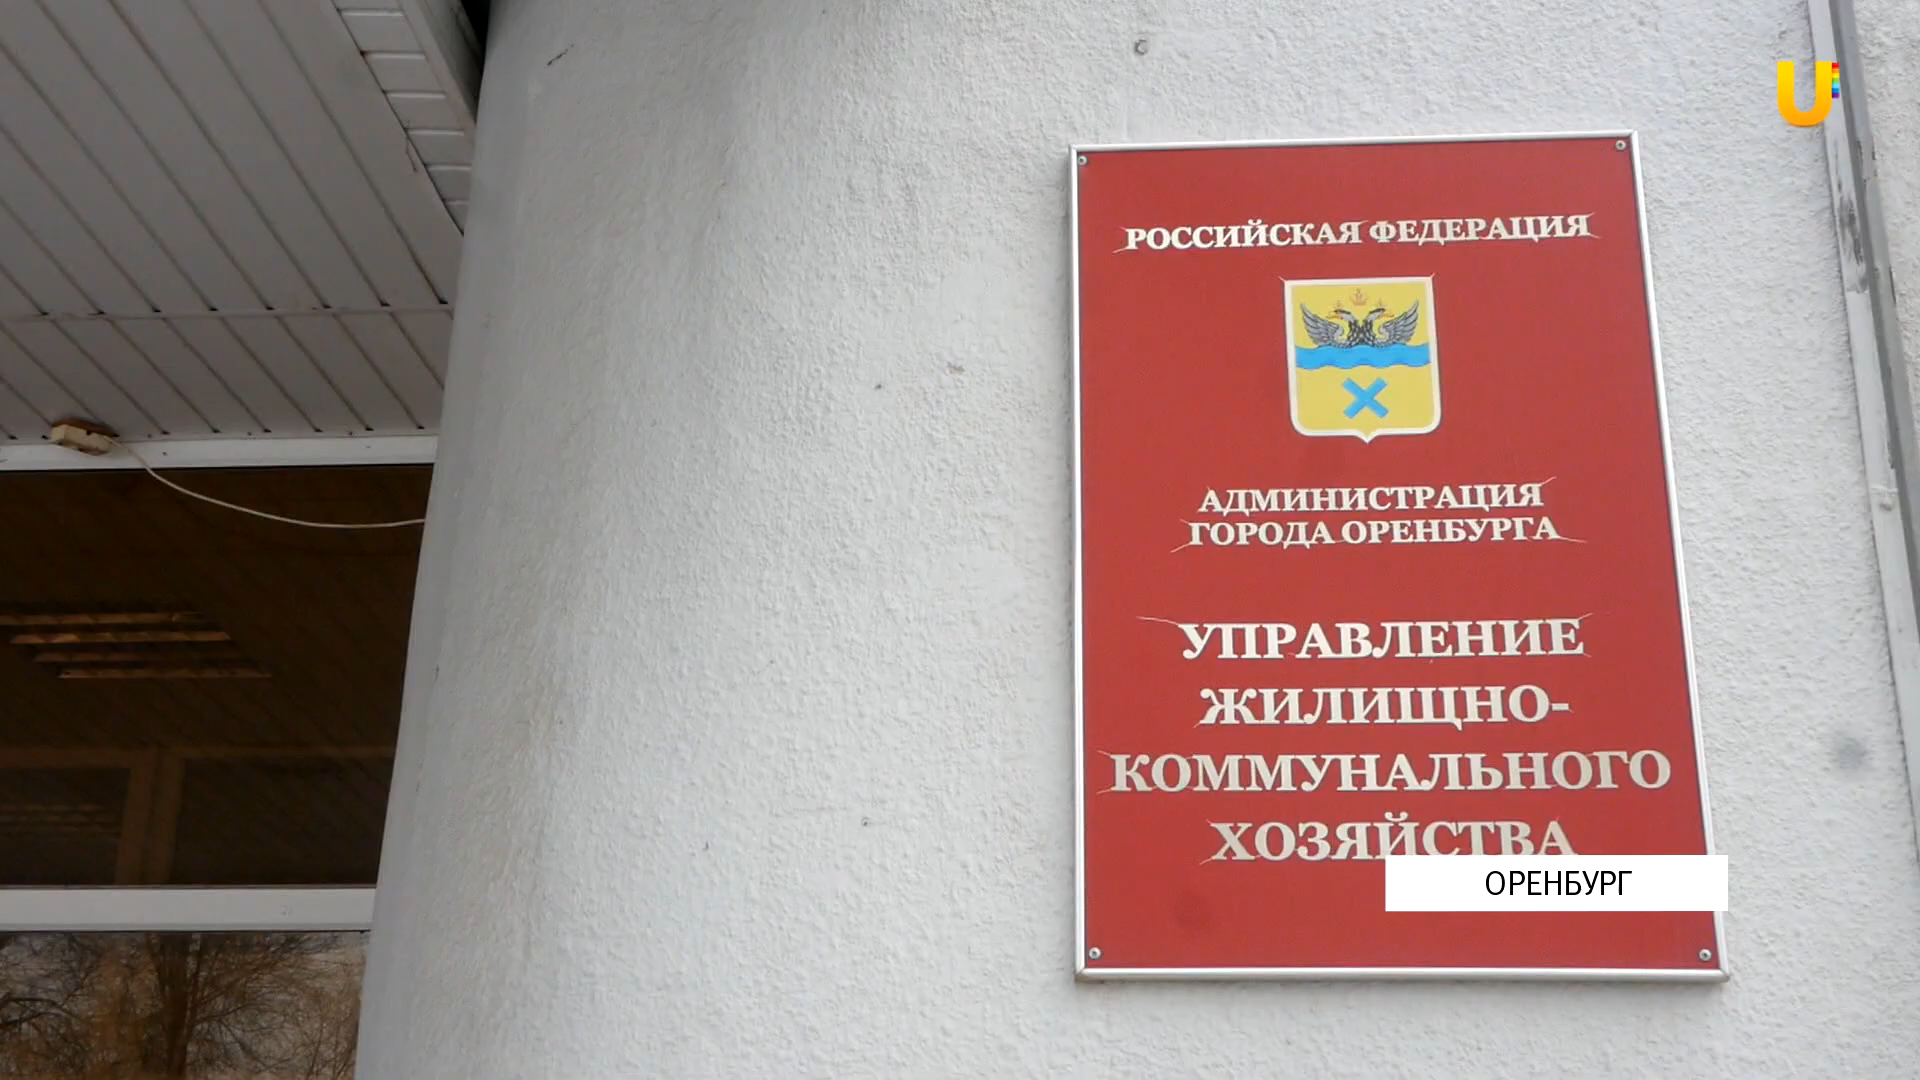 U
РОССИЙСКАЯ ФЕДЕРАЦИЯ
АДМИНИСТРАЦИЯ
ГОРОДА ОРЕНБУРГА
УПРАВЛЕНИЕ
ЖИЛИЩНО-
КОММУНАЛЬНОГО
ХОЗЯЙСТВА
ОРЕНБУРГ